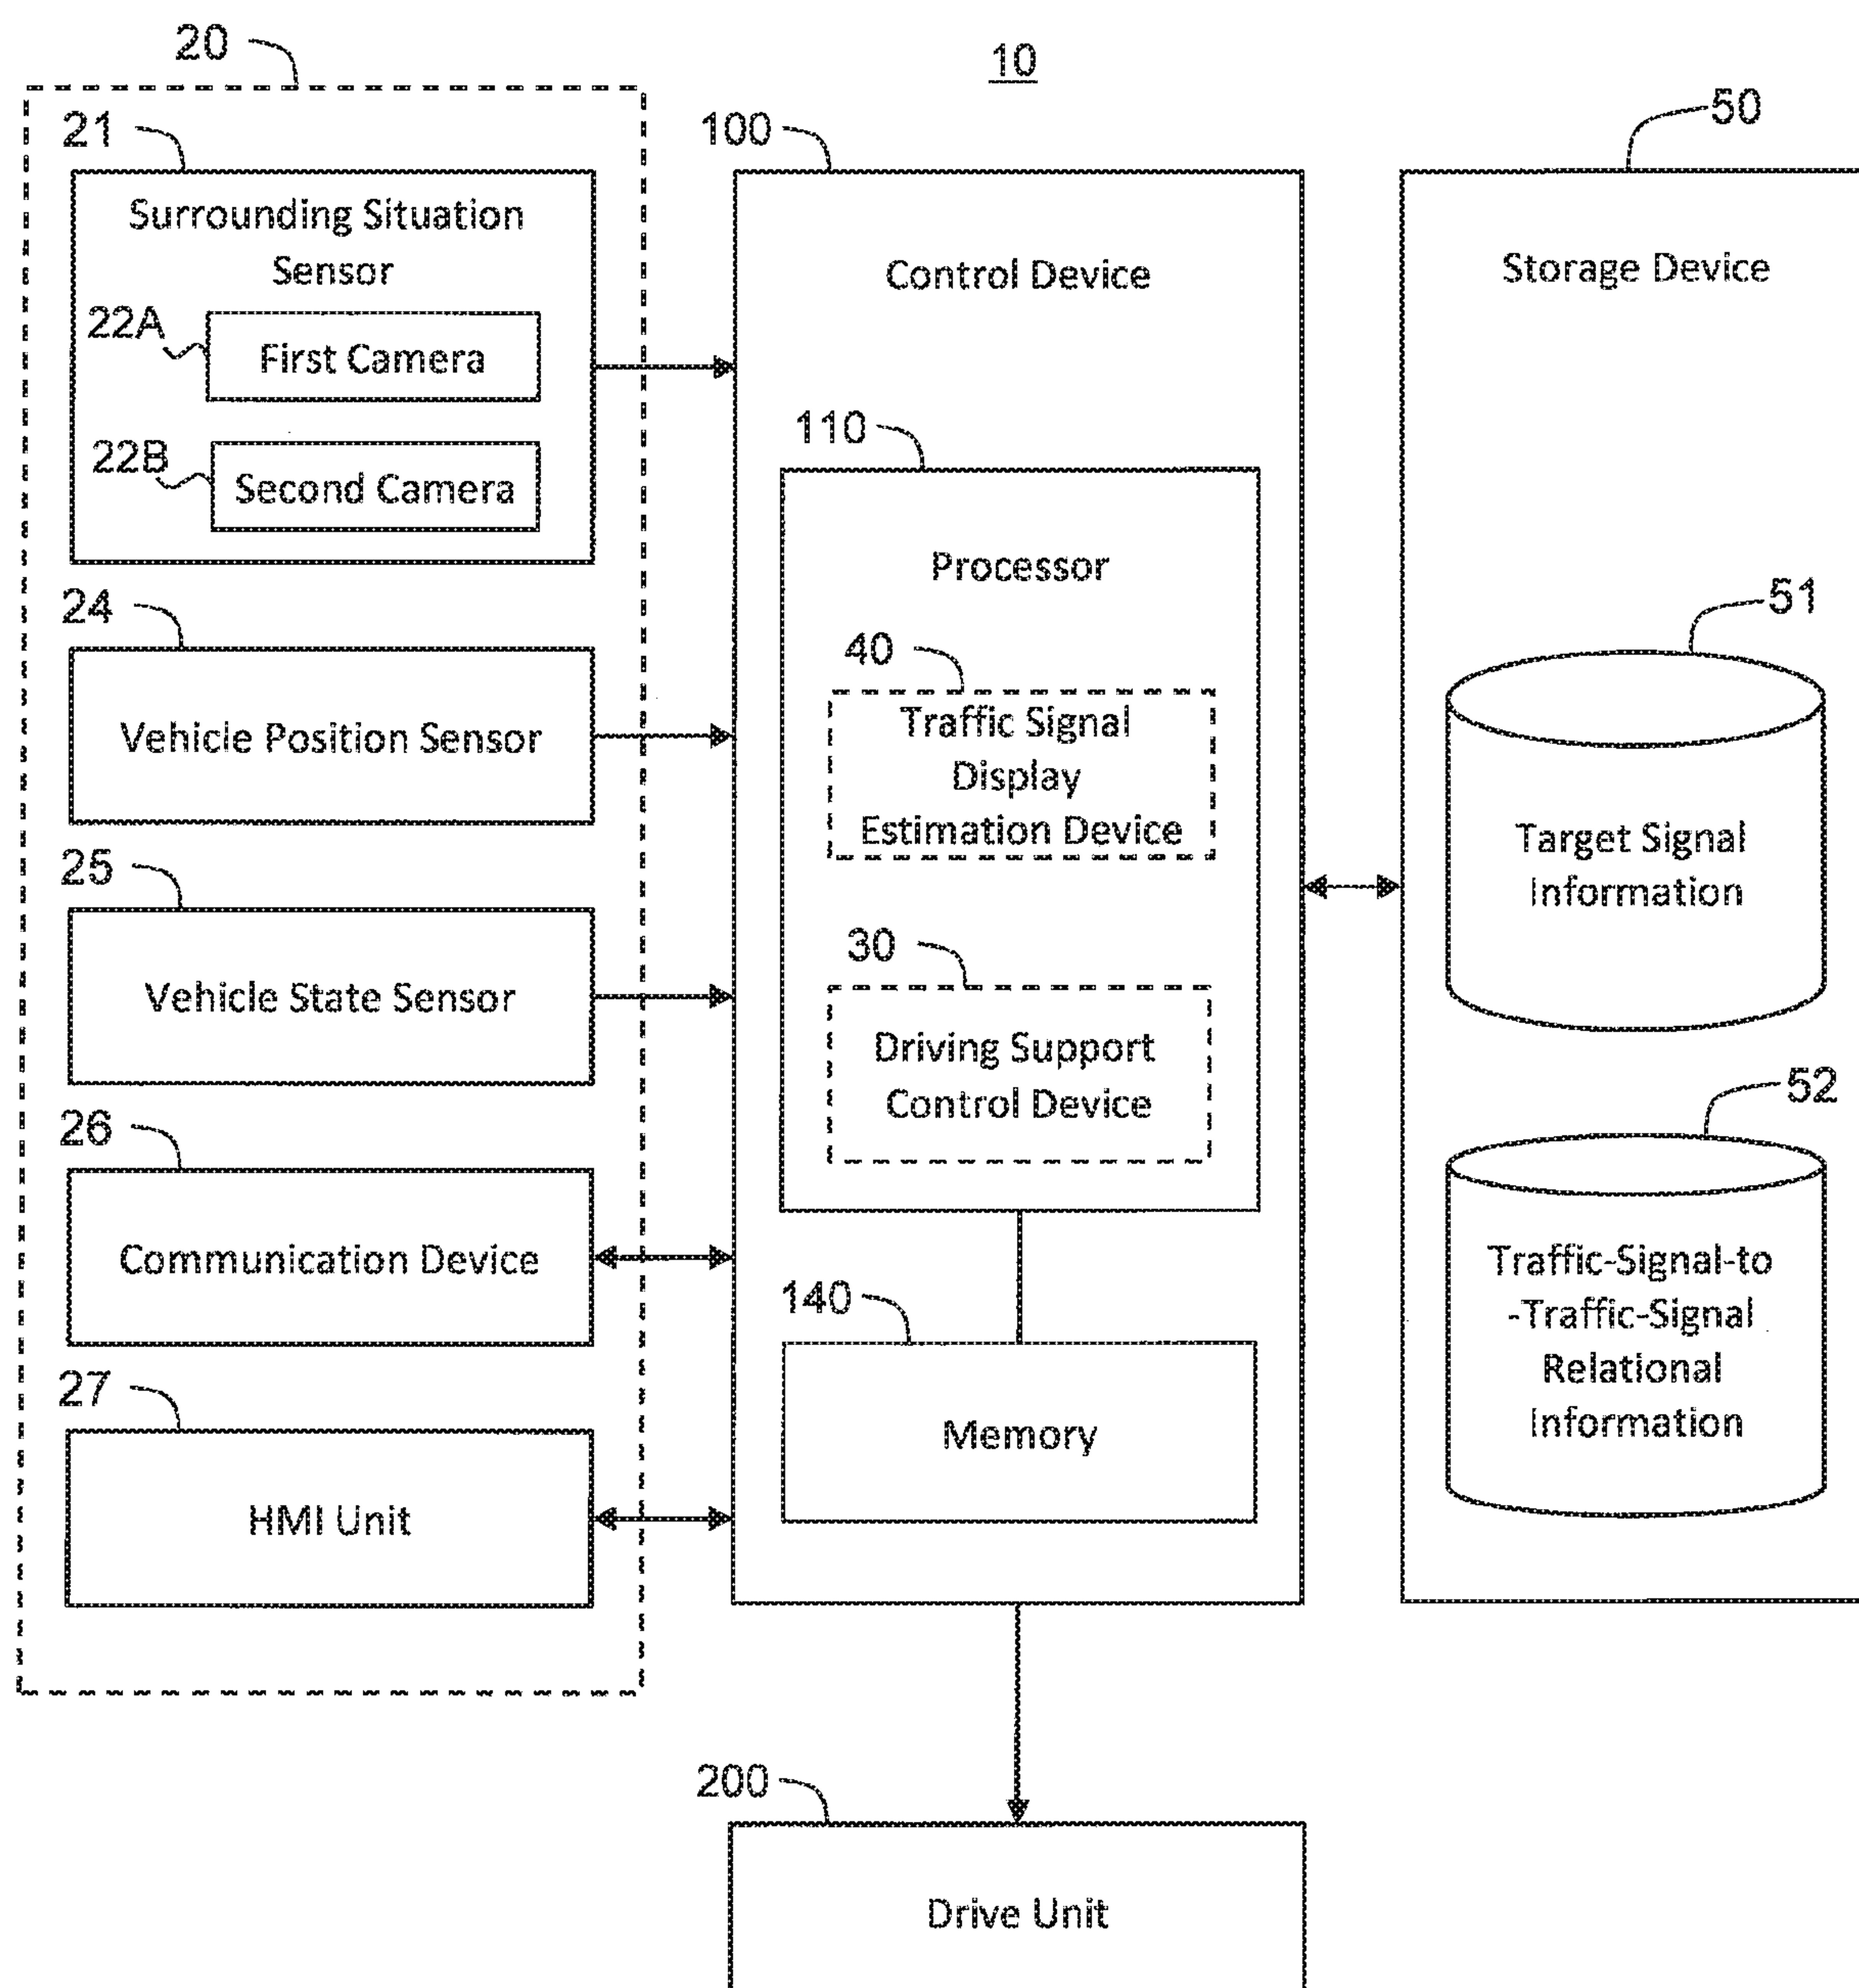 20
10
21
Surrounding Situation
Sensor
22A
First Camera
22B
Second Camera
24
Vehicle Position Sensor
25
Vehicle State Sensor
26
Communication Device
27
HMI Unit
100
Control Device
110
Processor
40
Traffic Signal
Display
Estimation Device
30
Driving Support
Control Device
140
Memory
50
Storage Device
51
Target Signal
Information
52
Traffic-Signal-to
-Traffic-Signal
Relational
Information
200
Drive Unit